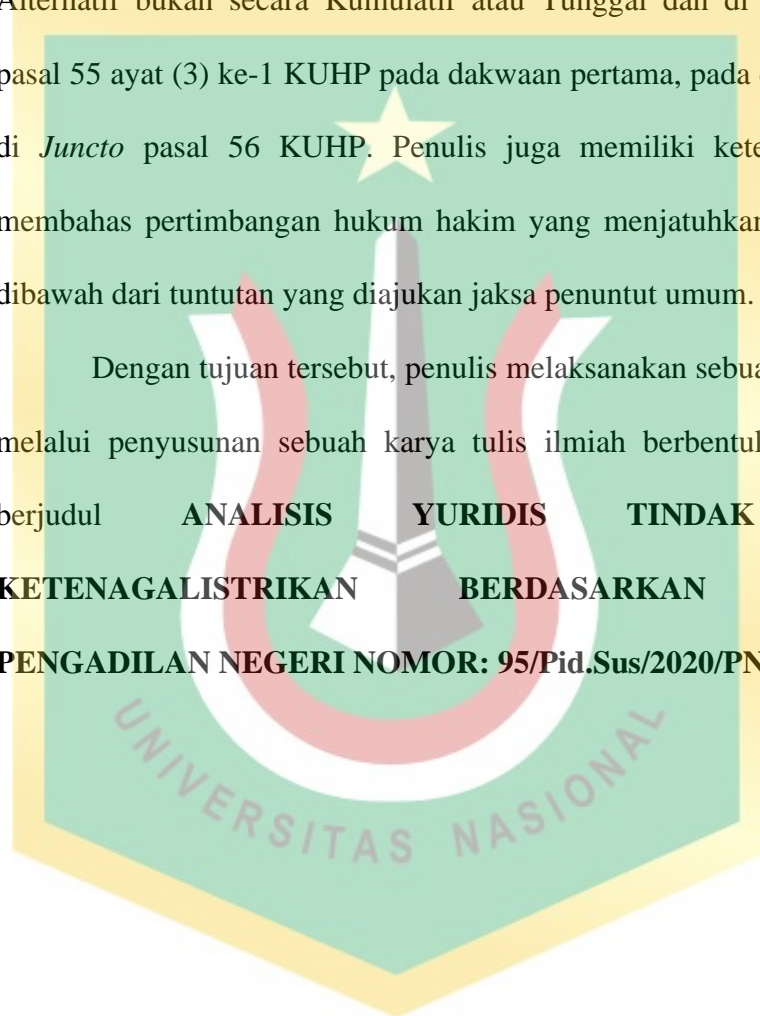 Alternatif bukan secara Kumulatif atau Tunggal dan di
pasal 55 ayat (3) ke-1 KUHP pada dakwaan pertama, pada
di Juncto pasal 56 KUHP. Penulis juga memiliki
membahas pertimbangan hukum hakim yang menjatuhkan
dibawah dari tuntutan yang diajukan jaksa penuntut umum.
Dengan tujuan tersebut, penulis melaksanakan
melalui penyusunan sebuah karya tulis ilmiah
berjudul ANALISIS YURIDIS TINDAK
KETENAGALISTRIKAN BERDASARKAN
PENGADILAN NEGERI NOMOR: 95/Pid.Sus/2020/PN
UNIVERSITAS NASIONAL